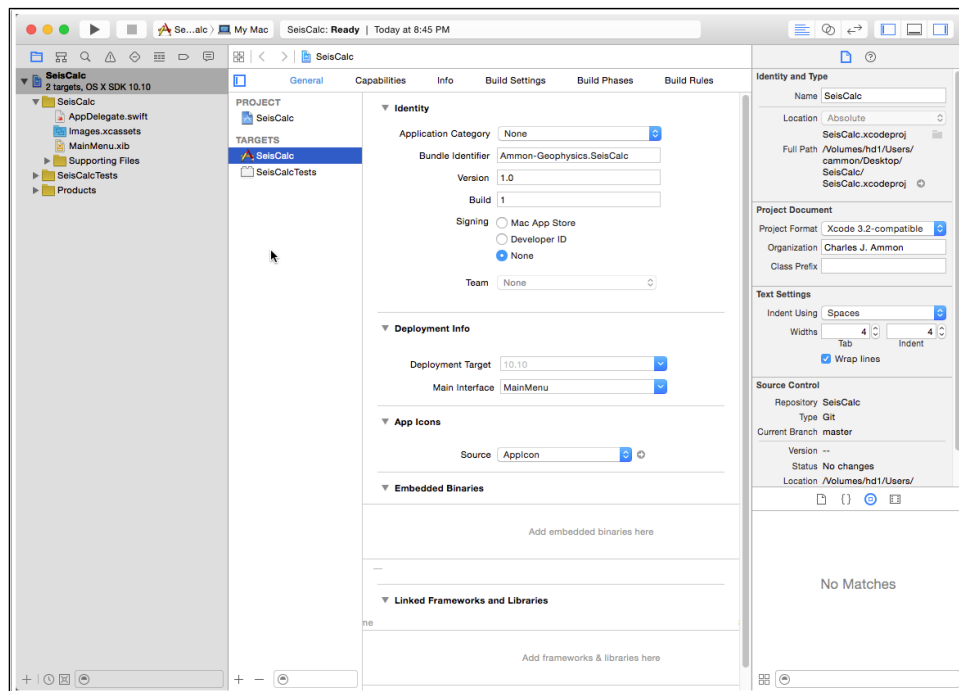 Se...alc
My Mac
SeisCalc: Ready | Today at 8:45 PM
SeisCalc
2 targets, OS X SDK 10.10
SeisCalc
AppDelegate.swift
Images.xcassets
MainMenu.xib
Supporting Files
SeisCalcTests
Products
SeisCalc
General Capabilities Info Build Settings Build Phases Build Rules
PROJECT
SeisCalc
TARGETS
SeisCalc
SeisCalcTests
Identity
Application Category None
Bundle Identifier Ammon-Geophysics.SeisCalc
Version 1.0
Build 1
Signing Mac App Store
Developer ID
None
Team None
Deployment Info
Deployment Target 10.10
Main Interface MainMenu
App Icons
Source AppIcon
Embedded Binaries
Add embedded binaries here
Linked Frameworks and Libraries
me
Add frameworks & libraries here
Identity and Type
Name SeisCalc
Location Absolute
SeisCalc.xcodeproj
Full Path /Volumes/hd1/Users/
cammon/Desktop/
SeisCalc/
SeisCalc.xcodeproj
Project Document
Project Format Xcode 3.2-compatible
Organization Charles J. Ammon
Class Prefix
Text Settings
Indent Using Spaces
Widths 4 4
Tab Indent
Wrap lines
Source Control
Repository SeisCalc
Type Git
Current Branch master
Version --
Status No changes
Location /Volumes/hd1/Users/
No Matches